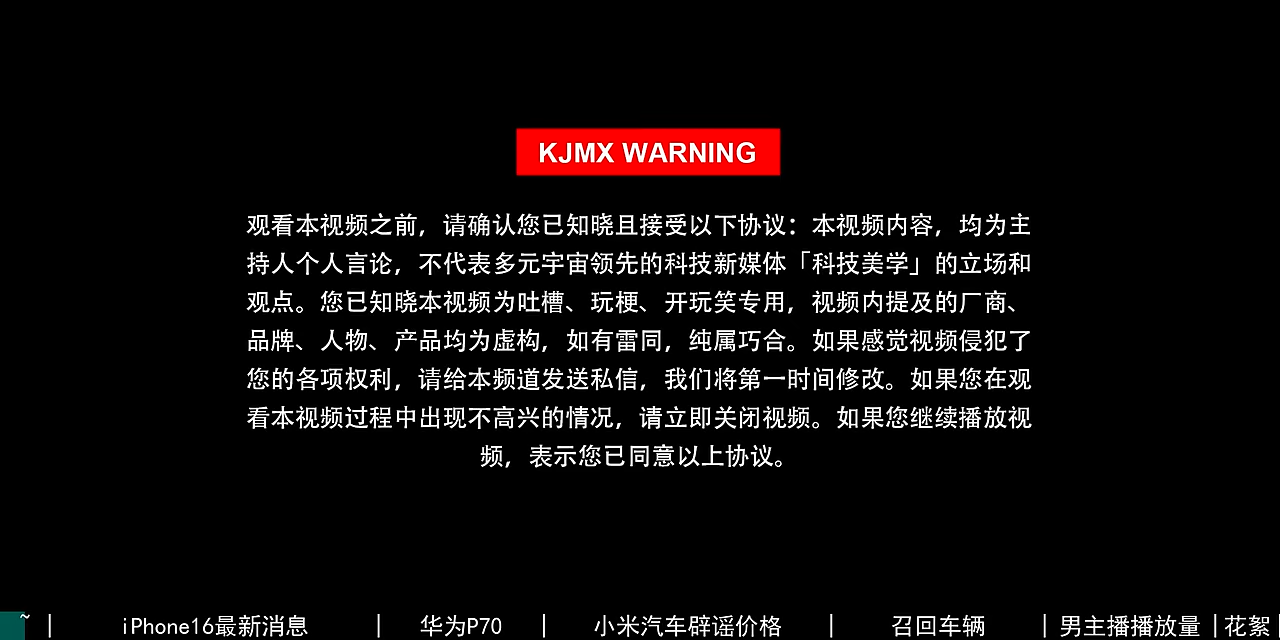 KJMX WARNING
观看本视频之前，请确认您已知晓且接受以下协议：本视频内容，均为主
持人个人言论，不代表多元宇宙领先的科技新媒体「科技美学」的立场和
观点。您已知晓本视频为吐槽、玩梗、开玩笑专用，视频内提及的厂商、
品牌、人物、产品均为虚构，如有雷同，纯属巧合。如果感觉视频侵犯了
您的各项权利，请给本频道发送私信，我们将第一时间修改。如果您在观
看本视频过程中出现不高兴的情况，请立即关闭视频。如果您继续播放视
频，表示您已同意以上协议。
~ | iPhone16最新消息 | 华为P70 | 小米汽车辟谣价格 | 召回车辆 | 男主播播放量 | 花絮